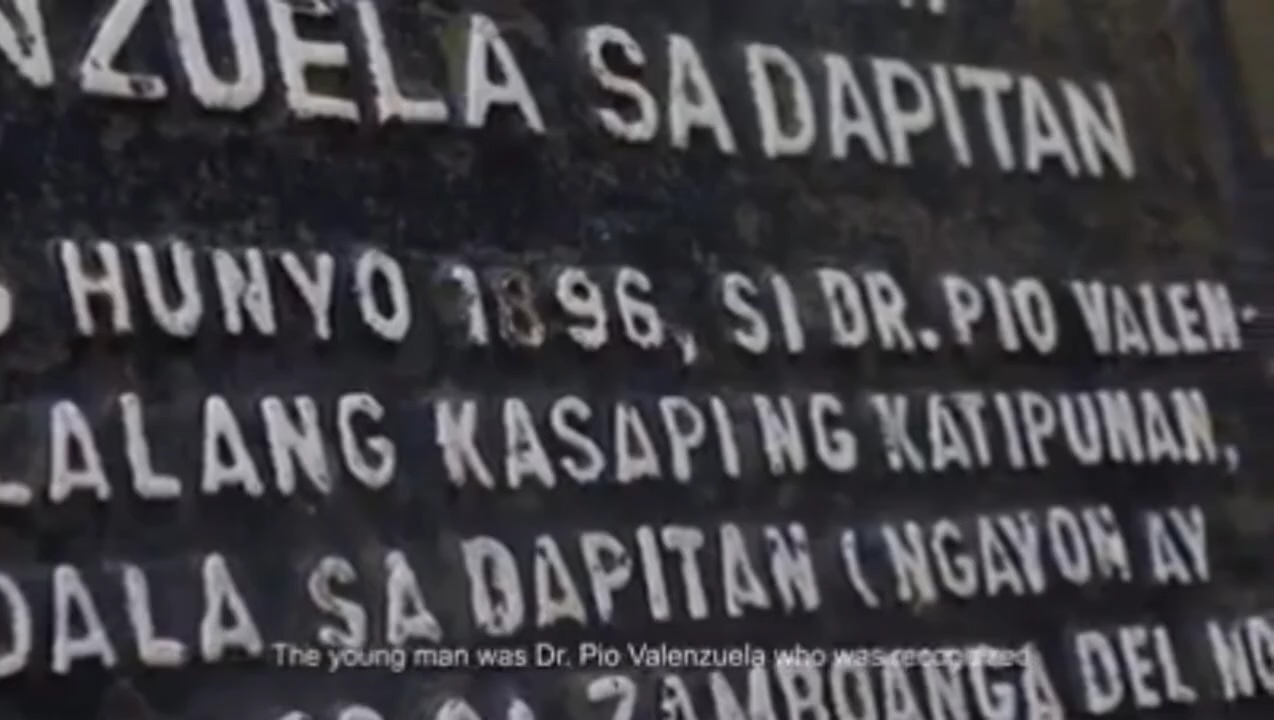 NZUELA SA DAPITAN
HUNYO 1896, SI DR. PIO VALEN-
LALANG KASAPI NG KATIPUNAN,
DALA SA DAPITAN (NGAYON AY
ZAMBOANGA DEL NO
The young man was Dr. Pio Valenzuela who was recognized